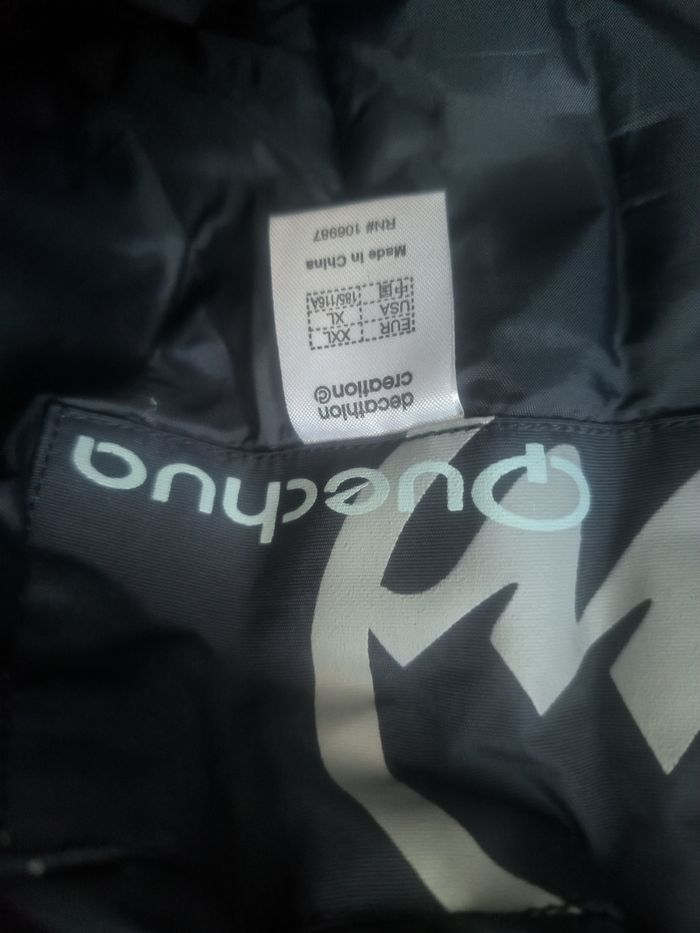 decathlon
creation©
EUR XXL
USA XL
中国 185/116A
Made in China
RN# 106987
Quechua